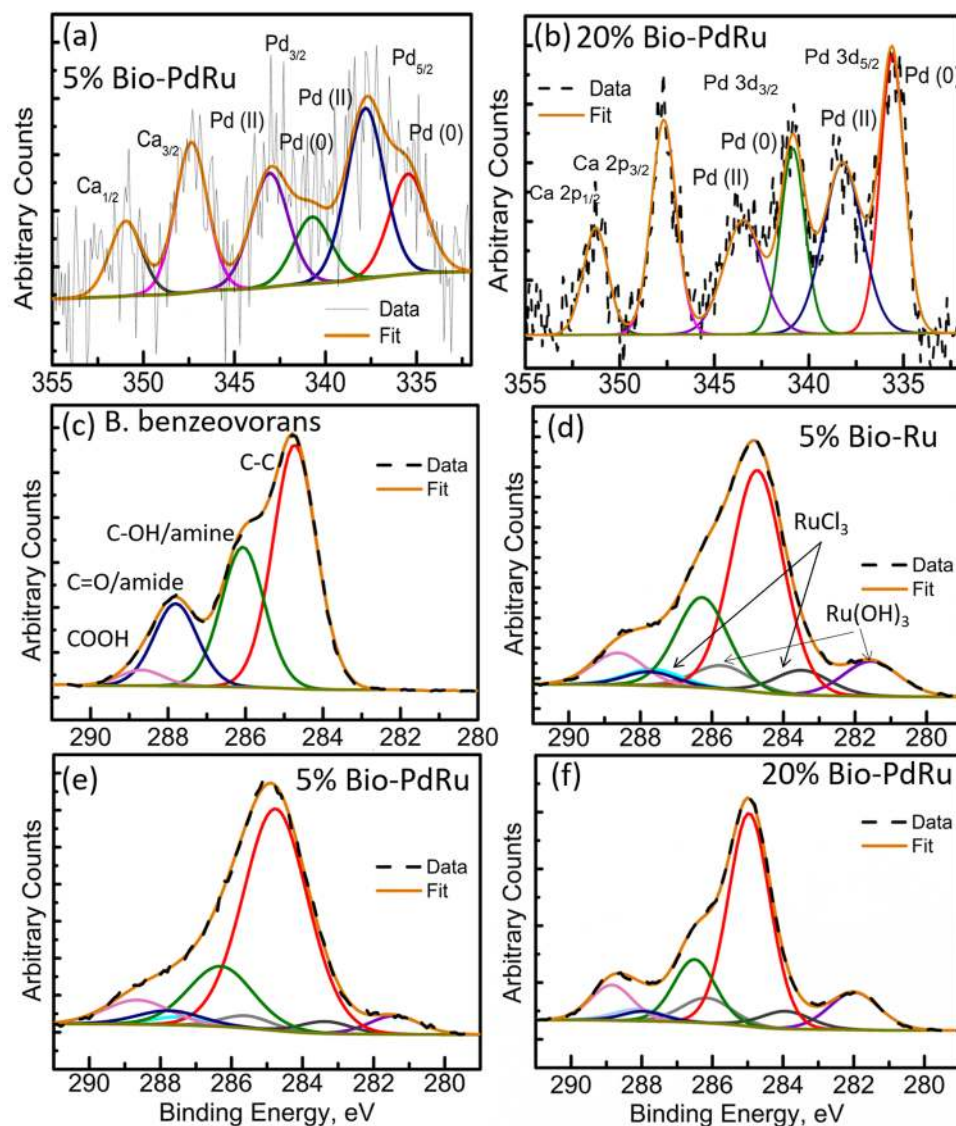 (a)
5% Bio-PdRu
Pd3/2
Pd5/2
Pd (II)
Pd (II)
Pd (0)
Pd (0)
Ca3/2
Ca1/2
Data
Fit
Arbitrary Counts
355 350 345 340 335
(b)
20% Bio-PdRu
Data
Fit
Pd 3d5/2
Pd (0)
Pd 3d3/2
Pd (0)
Pd (II)
Ca 2p3/2
Pd (II)
Ca 2p1/2
Arbitrary Counts
355 350 345 340 335
(c)
B. benzeovorans
C-C
Data
Fit
C-OH/amine
C=O/amide
COOH
Arbitrary Counts
290 288 286 284 282 280
(d)
5% Bio-Ru
RuCl3
Data
Fit
Ru(OH)3
Arbitrary Counts
290 288 286 284 282 280
(e)
5% Bio-PdRu
Data
Fit
Arbitrary Counts
290 288 286 284 282 280
Binding Energy, eV
(f)
20% Bio-PdRu
Data
Fit
Arbitrary Counts
290 288 286 284 282 280
Binding Energy, eV